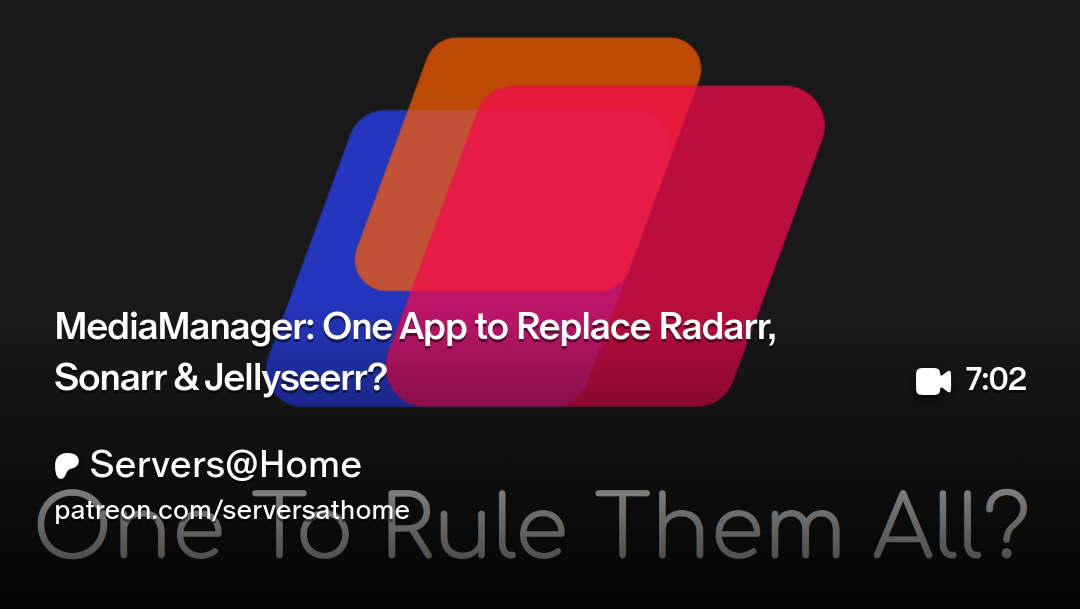 MediaManager: One App to Replace Radarr,
Sonarr & Jellyseerr?
7:02
Servers@Home
patreon.com/serversathome
One To Rule Them All?